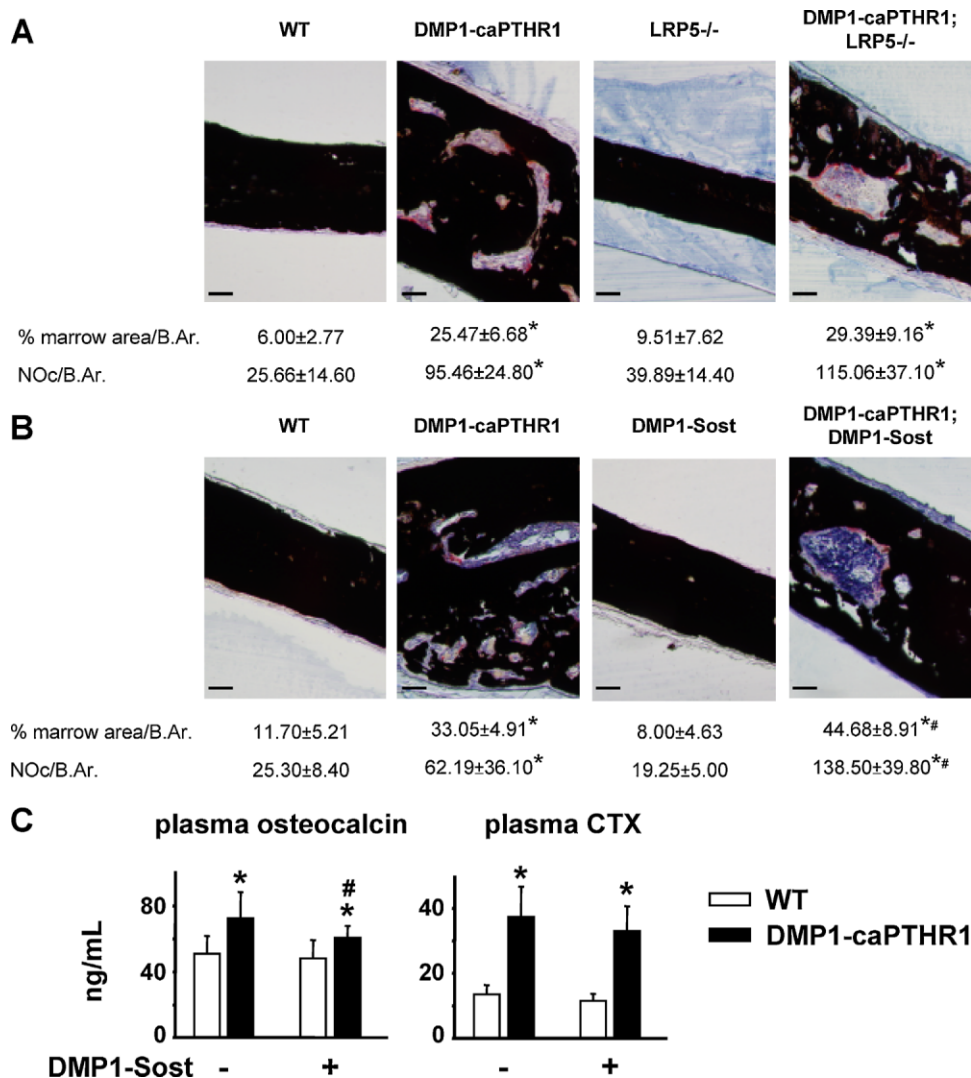 A
WT DMP1-caPTHR1 LRP5-/- DMP1-caPTHR1;
LRP5-/-
% marrow area/B.Ar. 6.00±2.77 25.47±6.68* 9.51±7.62 29.39±9.16*
NOc/B.Ar. 25.66±14.60 95.46±24.80* 39.89±14.40 115.06±37.10*
B
WT DMP1-caPTHR1 DMP1-Sost DMP1-caPTHR1;
DMP1-Sost
% marrow area/B.Ar. 11.70±5.21 33.05±4.91* 8.00±4.63 44.68±8.91*#
NOc/B.Ar. 25.30±8.40 62.19±36.10* 19.25±5.00 138.50±39.80*#
C
plasma osteocalcin plasma CTX
ng/mL
80
40
0
* # *
40
20
0
* *
WT
DMP1-caPTHR1
DMP1-Sost - + - +